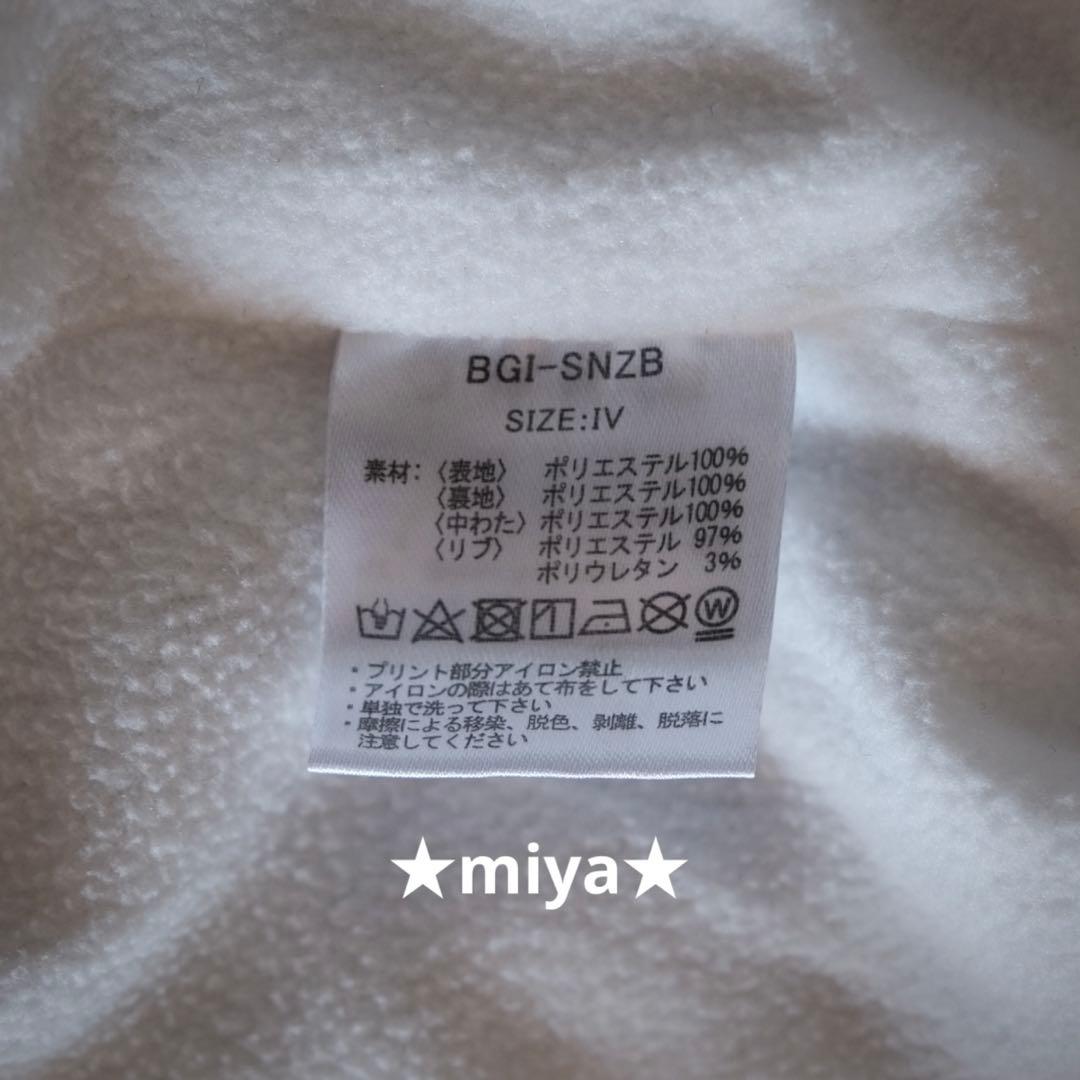 BGI-SNZB
SIZE:IV
素材:〈表地〉 ポリエステル100%
〈裏地〉 ポリエステル100%
〈中わた〉 ポリエステル100%
〈リブ〉 ポリエステル 97%
ポリウレタン 3%
W
・プリント部分アイロン禁止
・アイロンの際はあて布をして下さい
・単独で洗って下さい
・摩擦による移染、脱色、剥離、脱落に
注意してください
★miya★